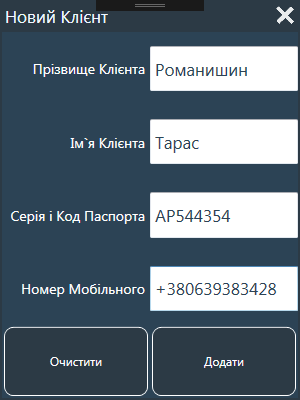 Новий Клієнт
Прізвище Клієнта Романишин
Ім`я Клієнта Тарас
Серія і Код Паспорта АР544354
Номер Мобільного +380639383428
Очистити Додати